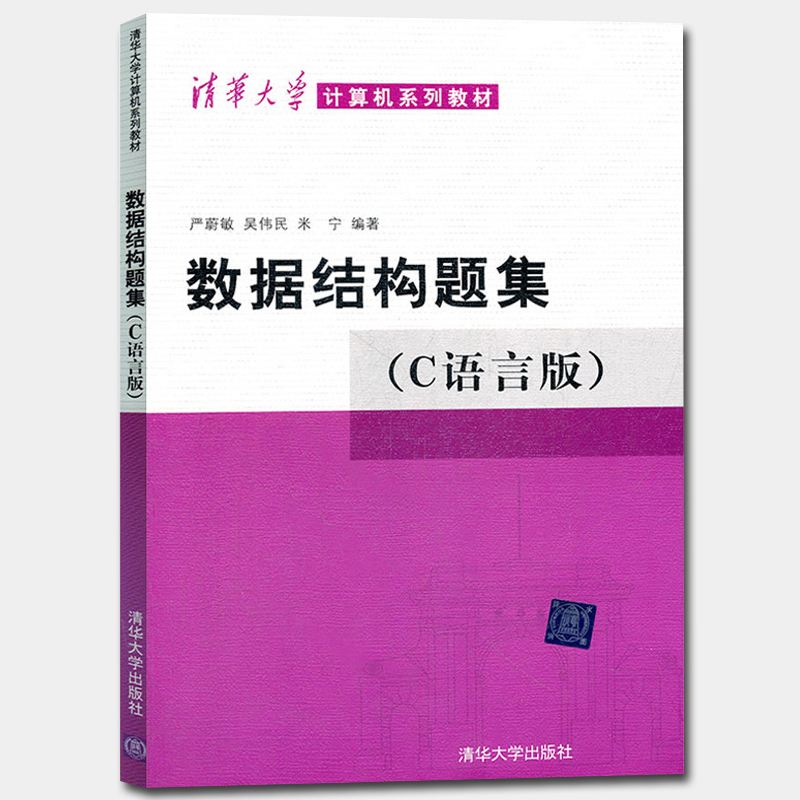 清华大学计算机系列教材
数据结构题集(C语言版)
清华大学出版社
清華大学 计算机系列教材
严蔚敏 吴伟民 米 宁 编著
数据结构题集
(C语言版)
清华大学出版社